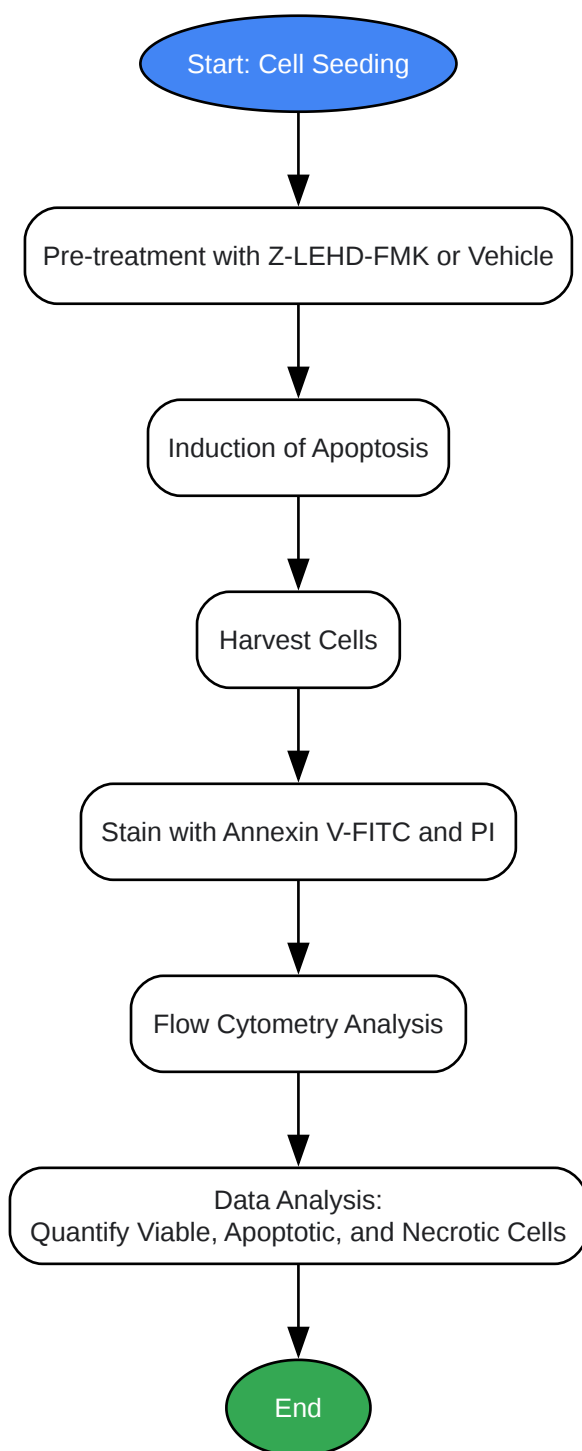 Start: Cell Seeding
Pre-treatment with Z-LEHD-FMK or Vehicle
Induction of Apoptosis
Harvest Cells
Stain with Annexin V-FITC and PI
Flow Cytometry Analysis
Data Analysis:
Quantify Viable, Apoptotic, and Necrotic Cells
End